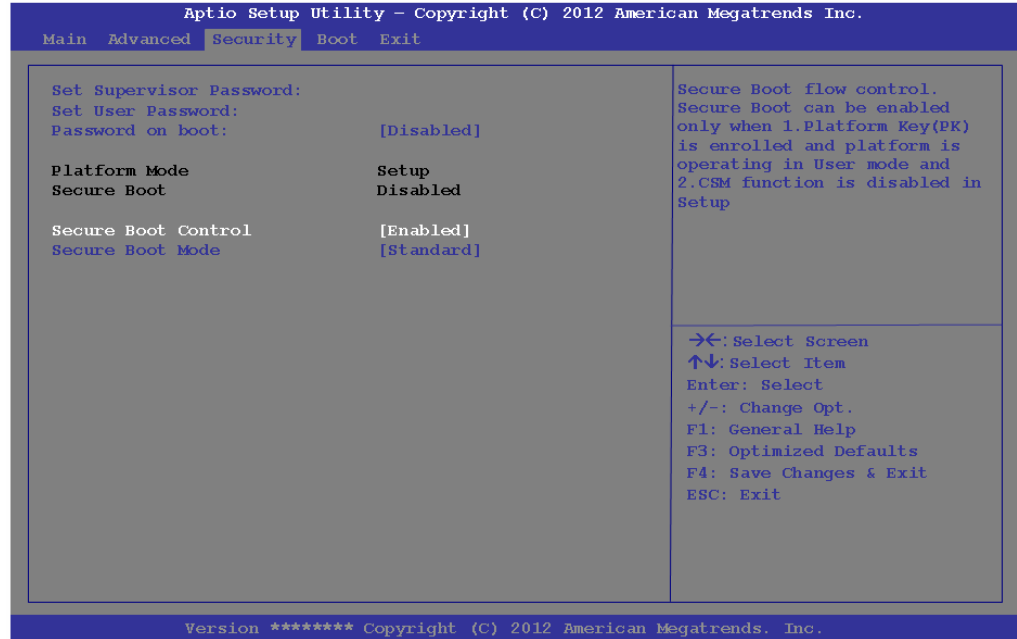 Aptio Setup Utility – Copyright (C) 2012 American Megatrends Inc.
Main Advanced Security Boot Exit
Set Supervisor Password:
Set User Password:
Password on boot: [Disabled]
Platform Mode Setup
Secure Boot Disabled
Secure Boot Control [Enabled]
Secure Boot Mode [Standard]
Secure Boot flow control.
Secure Boot can be enabled
only when 1.Platform Key(PK)
is enrolled and platform is
operating in User mode and
2.CSM function is disabled in
Setup
→←:Select Screen
↑↓:Select Item
Enter: Select
+/-: Change Opt.
F1: General Help
F3: Optimized Defaults
F4: Save Changes & Exit
ESC: Exit
Version ******** Copyright (C) 2012 American Megatrends. Inc.